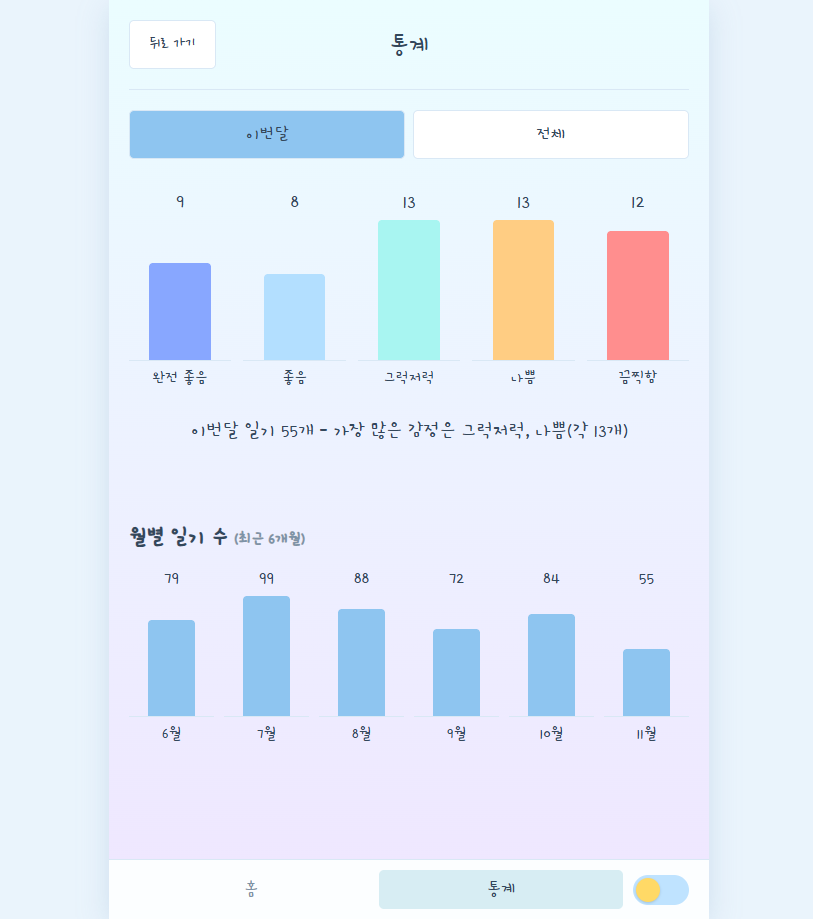 뒤로 가기
통계
이번달 전체
9 8 13 13 12
완전 좋음 좋음 그럭저럭 나쁨 끔찍함
이번달 일기 55개 - 가장 많은 감정은 그럭저럭, 나쁨(각 13개)
월별 일기 수 (최근 6개월)
79 99 88 72 84 55
6월 7월 8월 9월 10월 11월
홈 통계